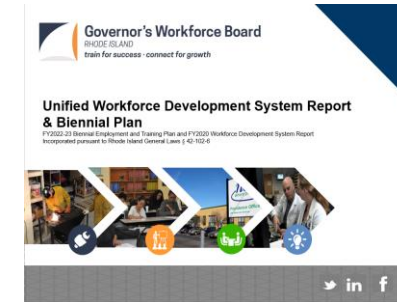 Governor's Workforce Board
RHODE ISLAND
train for success · connect for growth
Unified Workforce Development System Report
& Biennial Plan
FY2022-23 Biennial Employment and Training Plan and FY2020 Workforce Development System Report
Incorporated pursuant to Rhode Island General Laws § 42-102-6